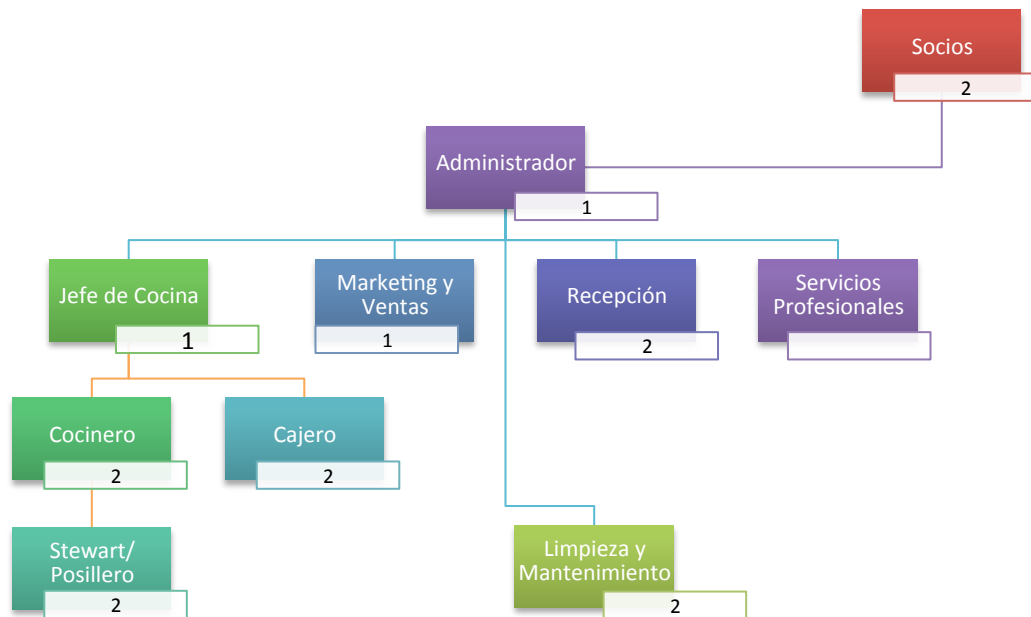 Socios
2
Administrador
1
Jefe de Cocina
1
Marketing y
Ventas
1
Recepción
2
Servicios
Profesionales
Cocinero
2
Cajero
2
Stewart/
Posillero
2
Limpieza y
Mantenimiento
2